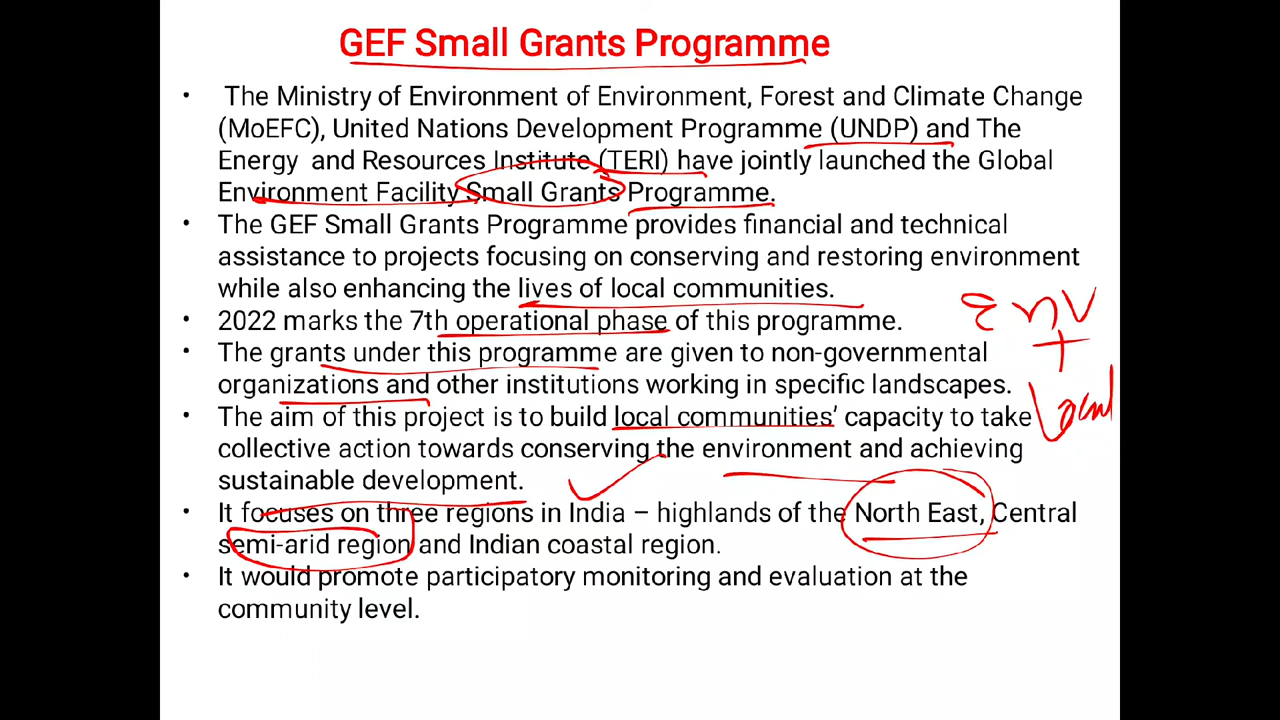 GEF Small Grants Programme
• The Ministry of Environment of Environment, Forest and Climate Change
(MoEFC), United Nations Development Programme (UNDP) and The
Energy and Resources Institute (TERI) have jointly launched the Global
Environment Facility Small Grants Programme.
• The GEF Small Grants Programme provides financial and technical
assistance to projects focusing on conserving and restoring environment
while also enhancing the lives of local communities.
• 2022 marks the 7th operational phase of this programme.
• The grants under this programme are given to non-governmental
organizations and other institutions working in specific landscapes.
• The aim of this project is to build local communities’ capacity to take
collective action towards conserving the environment and achieving
sustainable development.
• It focuses on three regions in India – highlands of the North East, Central
semi-arid region and Indian coastal region.
• It would promote participatory monitoring and evaluation at the
community level.
Env
+
Local